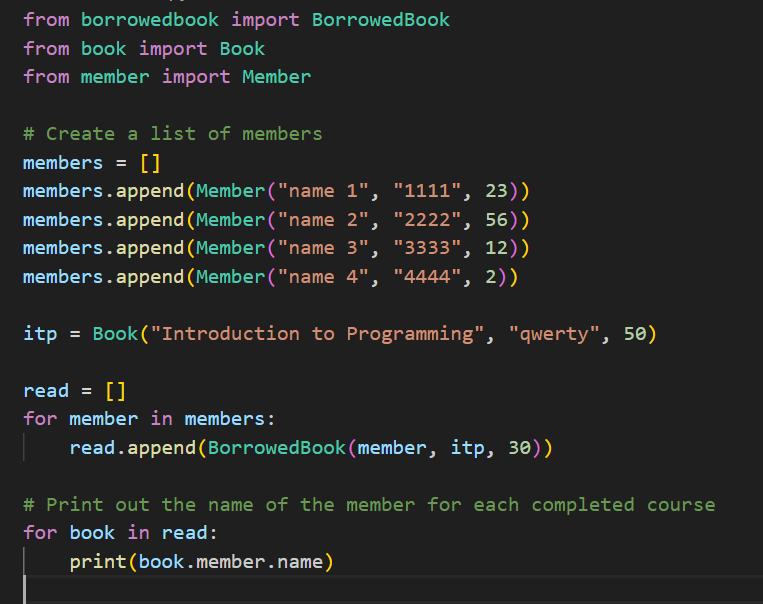 from borrowedbook import BorrowedBook
from book import Book
from member import Member

# Create a list of members
members = []
members.append(Member("name 1", "1111", 23))
members.append(Member("name 2", "2222", 56))
members.append(Member("name 3", "3333", 12))
members.append(Member("name 4", "4444", 2))

itp = Book("Introduction to Programming", "qwerty", 50)

read = []
for member in members:
    read.append(BorrowedBook(member, itp, 30))

# Print out the name of the member for each completed course
for book in read:
    print(book.member.name)